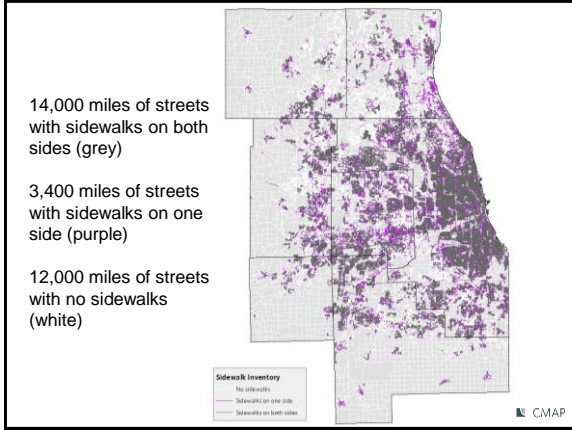 14,000 miles of streets
with sidewalks on both
sides (grey)
3,400 miles of streets
with sidewalks on one
side (purple)
12,000 miles of streets
with no sidewalks
(white)
Sidewalk Inventory
No sidewalks
Sidewalks on one side
Sidewalks on both sides
CMAP